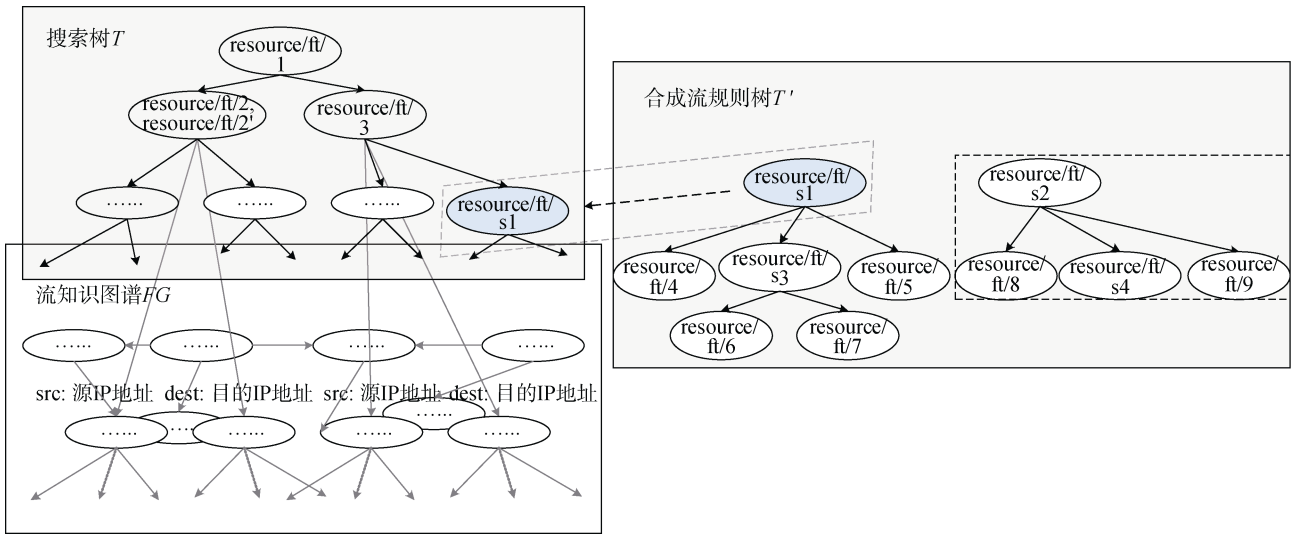 搜索树T
resource/ft/
1
resource/ft/2,
resource/ft/2'
resource/ft/
3
……
……
……
resource/ft/
s1
合成流规则树T'
resource/ft/
s1
resource/ft/
s2
resource/
ft/4
resource/ft/
s3
resource/
ft/5
resource/
ft/8
resource/ft/
s4
resource/
ft/9
resource/
ft/6
resource/
ft/7
流知识图谱FG
……
……
……
……
src: 源IP地址 dest: 目的IP地址 src: 源IP地址 dest: 目的IP地址
……
……
……
……
……
……